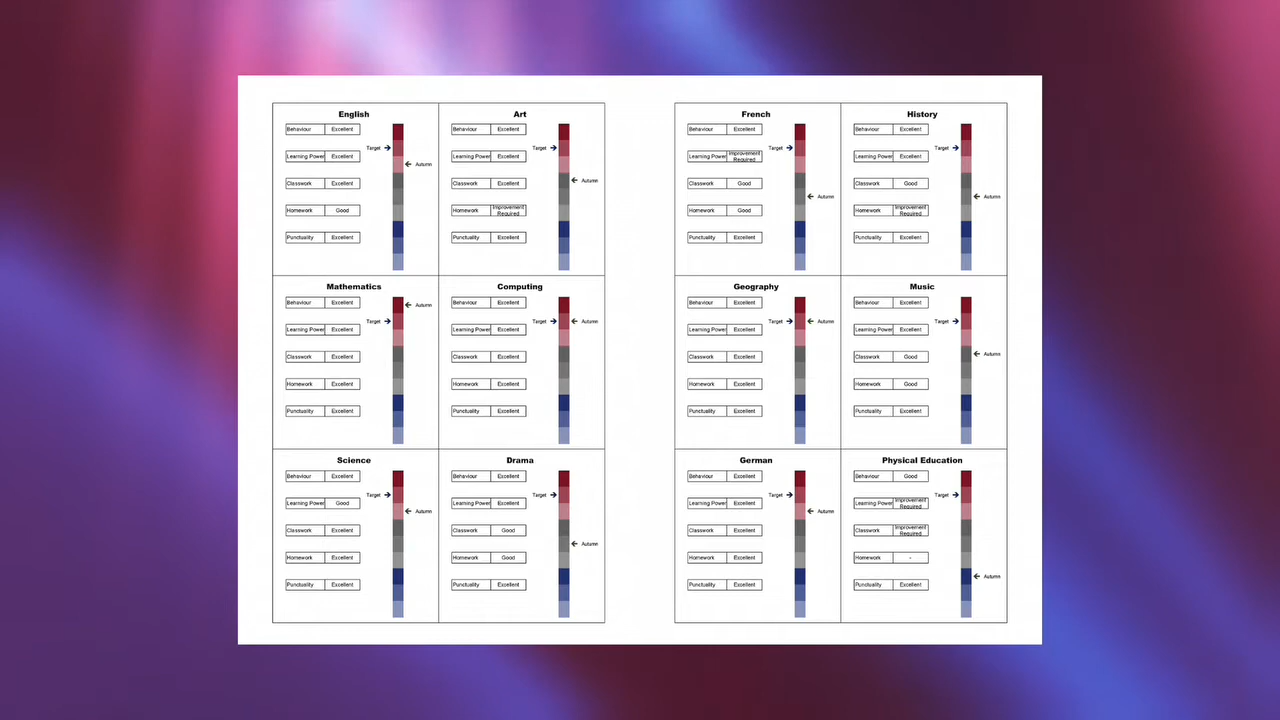 English
Behaviour Excellent
Target
Learning Power Excellent
Autumn
Classwork Excellent
Homework Good
Punctuality Excellent
Art
Behaviour Excellent
Target
Learning Power Excellent
Autumn
Classwork Excellent
Homework Improvement
Required
Punctuality Excellent
French
Behaviour Excellent
Target
Learning Power Improvement
Required
Classwork Good
Autumn
Homework Good
Punctuality Excellent
History
Behaviour Excellent
Target
Learning Power Excellent
Classwork Good
Autumn
Homework Improvement
Required
Punctuality Excellent
Mathematics
Behaviour Excellent
Autumn
Target
Learning Power Excellent
Classwork Excellent
Homework Excellent
Punctuality Excellent
Computing
Behaviour Excellent
Target Autumn
Learning Power Excellent
Classwork Excellent
Homework Excellent
Punctuality Excellent
Geography
Behaviour Excellent
Target Autumn
Learning Power Excellent
Classwork Excellent
Homework Excellent
Punctuality Excellent
Music
Behaviour Excellent
Target
Learning Power Excellent
Autumn
Classwork Good
Homework Good
Punctuality Excellent
Science
Behaviour Excellent
Target
Learning Power Good
Autumn
Classwork Excellent
Homework Excellent
Punctuality Excellent
Drama
Behaviour Excellent
Target
Learning Power Excellent
Classwork Good
Autumn
Homework Good
Punctuality Excellent
German
Behaviour Excellent
Target
Learning Power Excellent
Autumn
Classwork Excellent
Homework Excellent
Punctuality Excellent
Physical Education
Behaviour Good
Target
Learning Power Improvement
Required
Classwork Improvement
Required
Homework -
Autumn
Punctuality Excellent